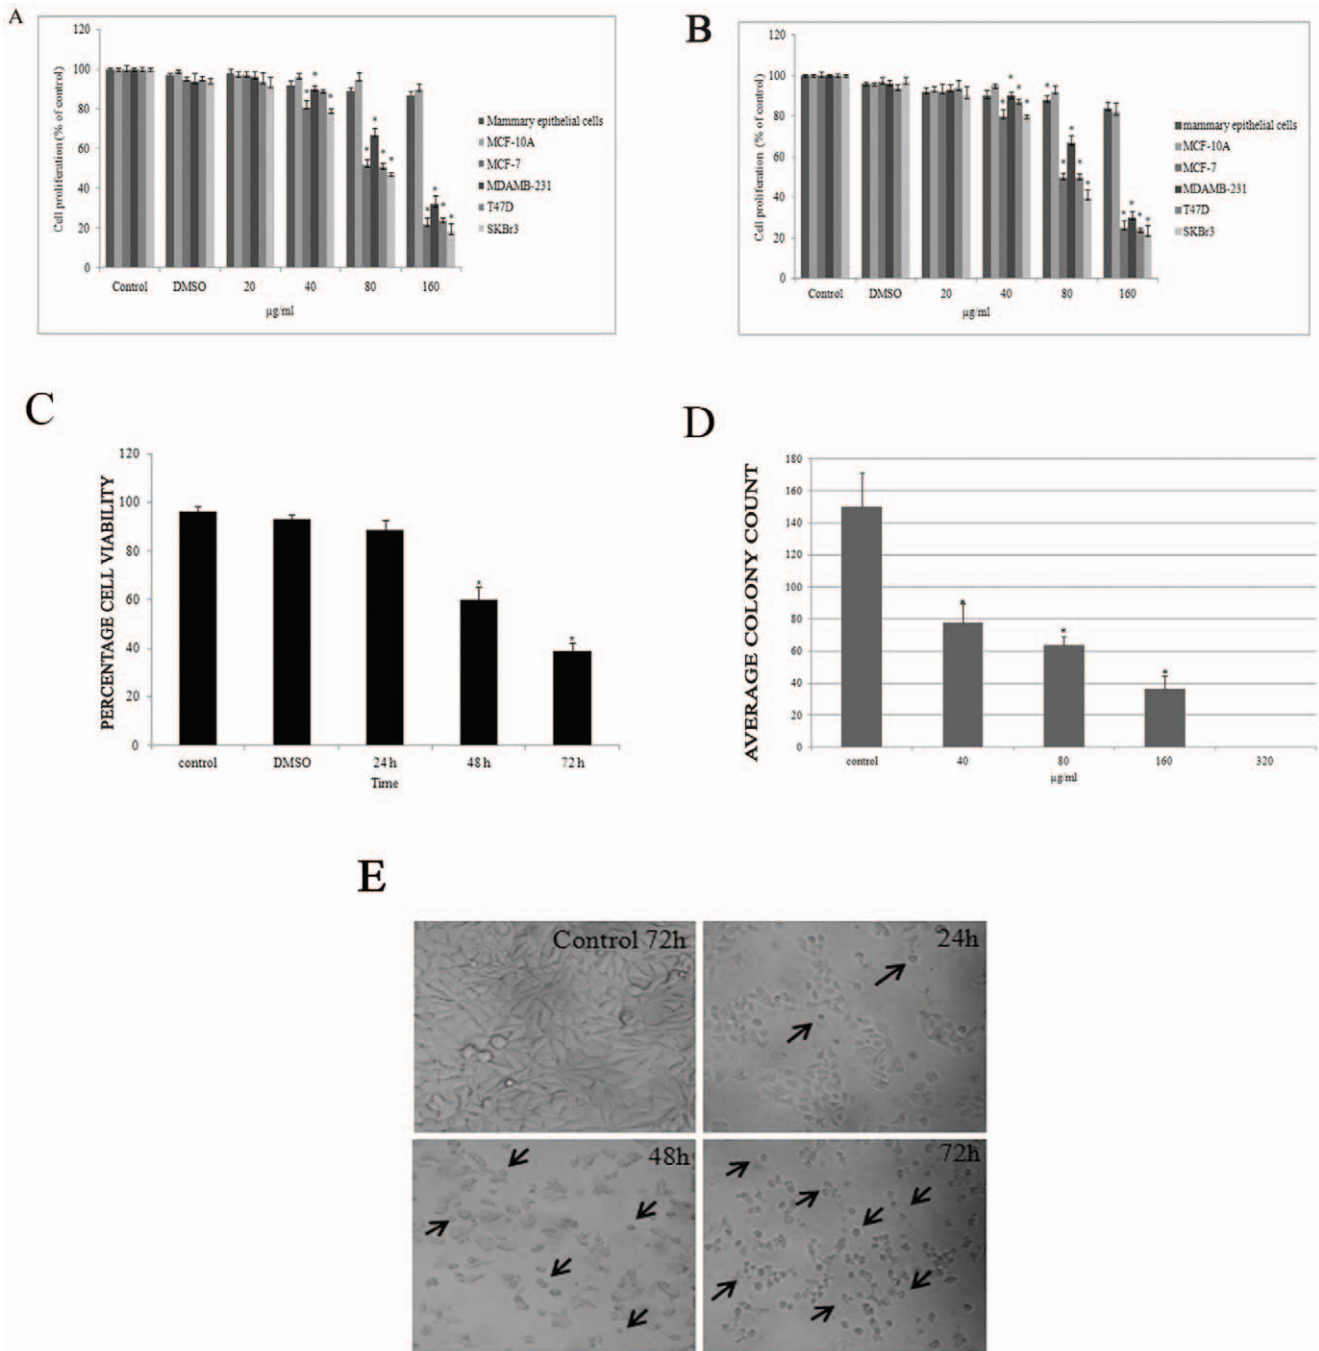 A
Cell proliferation (% of control)
120
100
80
60
40
20
0
Control DMSO 20 40 80 160
µg/ml
Mammary epithelial cells
MCF-10A
MCF-7
MDAMB-231
T47D
SKBr3
B
Cell proliferation (% of control)
120
100
80
60
40
20
0
Control DMSO 20 40 80 160
µg/ml
mammary epithelial cells
MCF-10A
MCF-7
MDAMB-231
T47D
SKBr3
C
PERCENTAGE CELL VIABILITY
120
100
80
60
40
20
0
control DMSO 24 h 48 h 72 h
Time
D
AVERAGE COLONY COUNT
180
160
140
120
100
80
60
40
20
0
control 40 80 160 320
µg/ml
E
Control 72h
24h
48h
72h